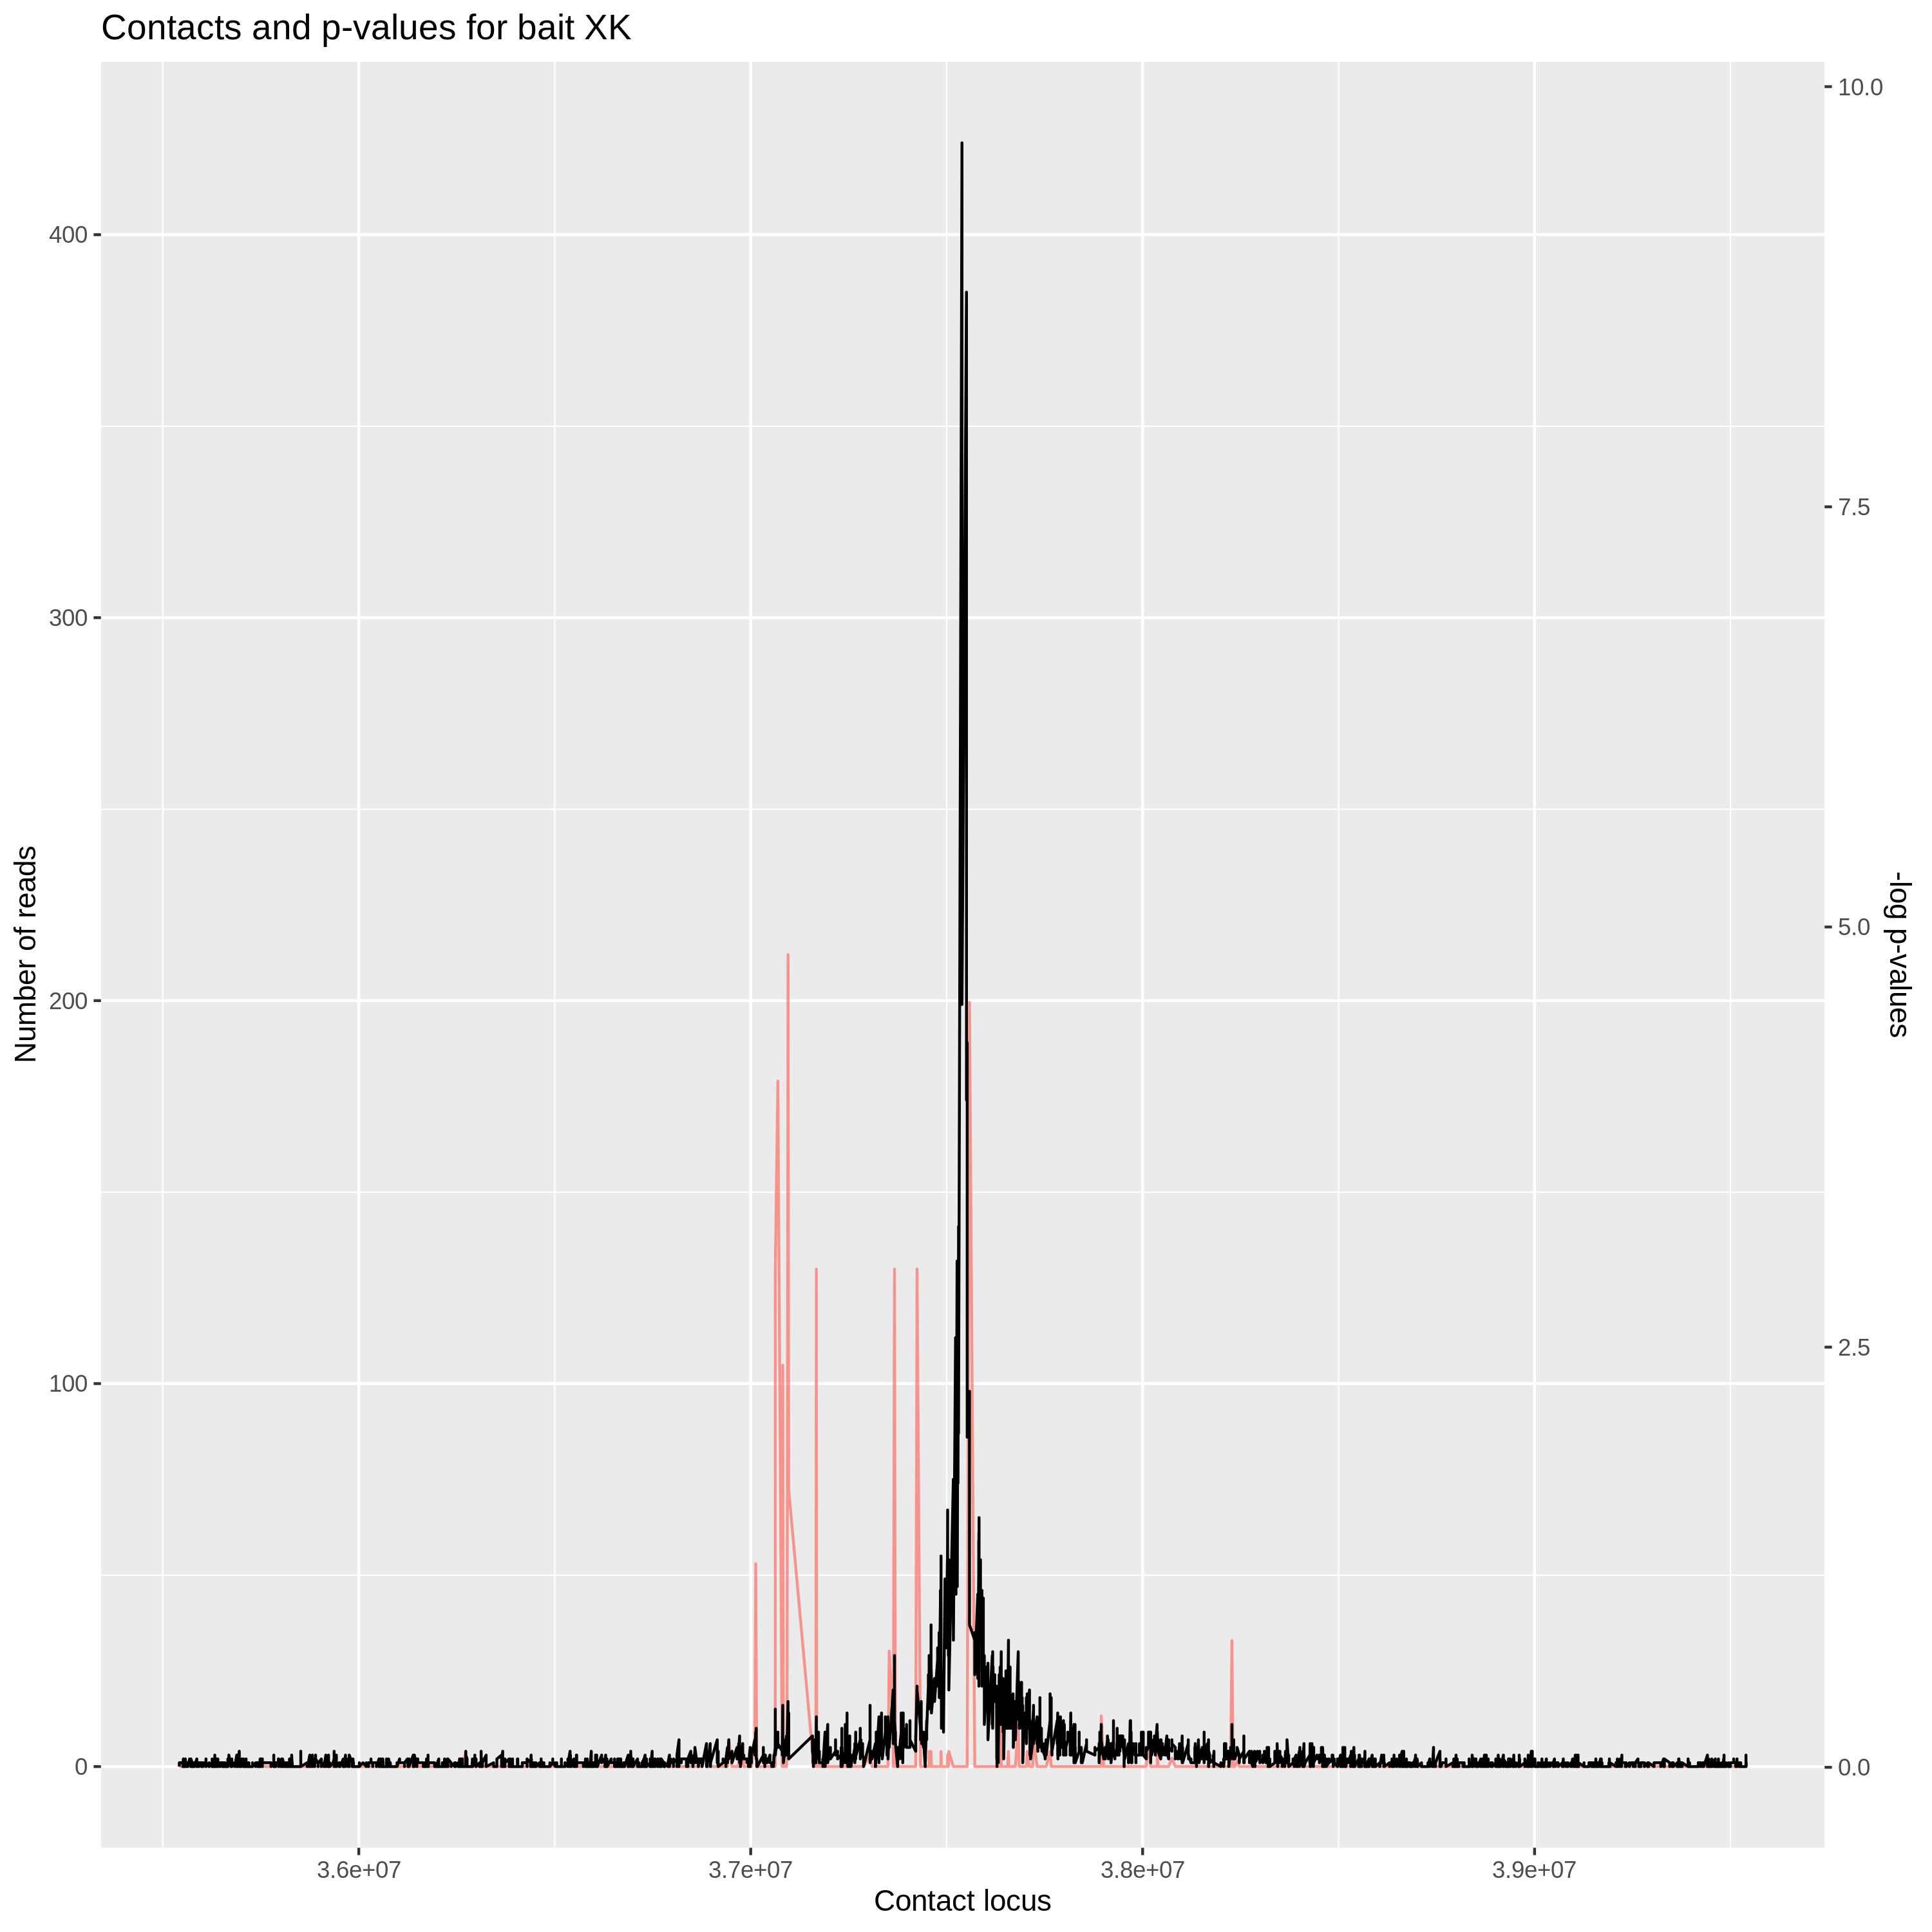 Contacts and p-values for bait XK
10.0
400
7.5
300
Number of reads
-log p-values
5.0
200
100
2.5
0
0.0
3.6e+07
3.7e+07
3.8e+07
3.9e+07
Contact locus